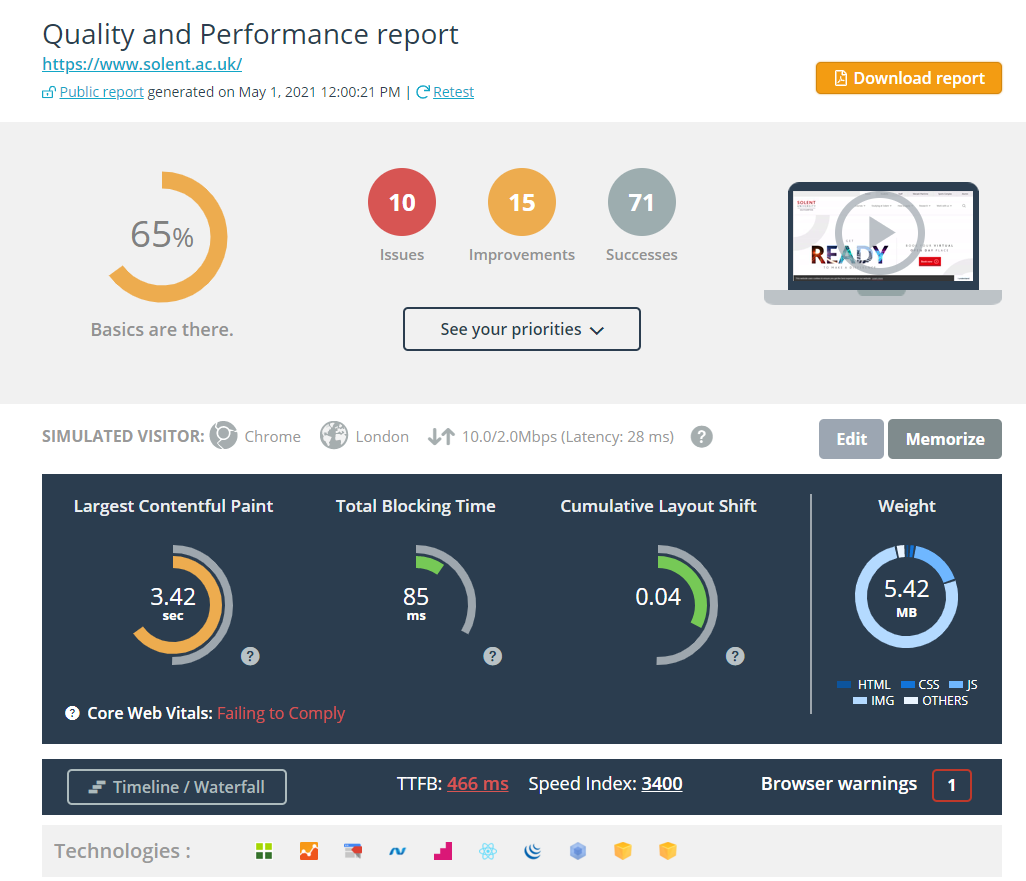 Quality and Performance report
https://www.solent.ac.uk/
Public report generated on May 1, 2021 12:00:21 PM | Retest
Download report
65%
Basics are there.
10
Issues
15
Improvements
71
Successes
See your priorities
SOLENT
READY
SIMULATED VISITOR: Chrome London 10.0/2.0Mbps (Latency: 28 ms) ?
Edit
Memorize
Largest Contentful Paint
3.42
sec
?
Total Blocking Time
85
ms
?
Cumulative Layout Shift
0.04
?
Weight
5.42
MB
HTML CSS JS
IMG OTHERS
? Core Web Vitals: Failing to Comply
Timeline / Waterfall
TTFB: 466 ms Speed Index: 3400
Browser warnings 1
Technologies :